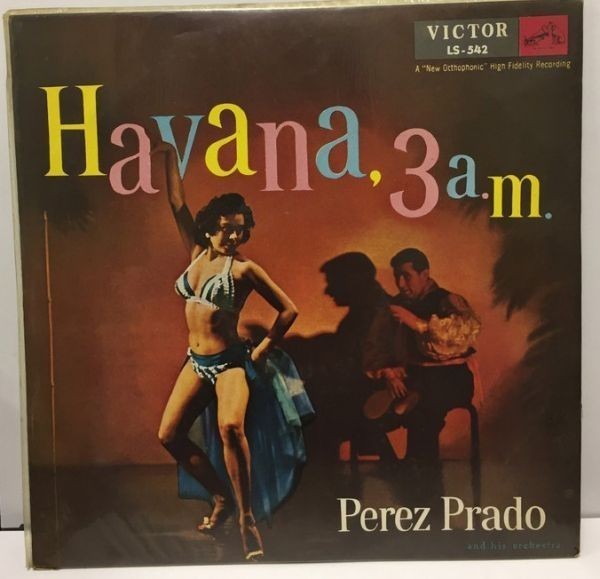 VICTOR
LS-542
A "New Orthophonic" High Fidelity Recording
Havana, 3 a.m.
Perez Prado
and his orchestra